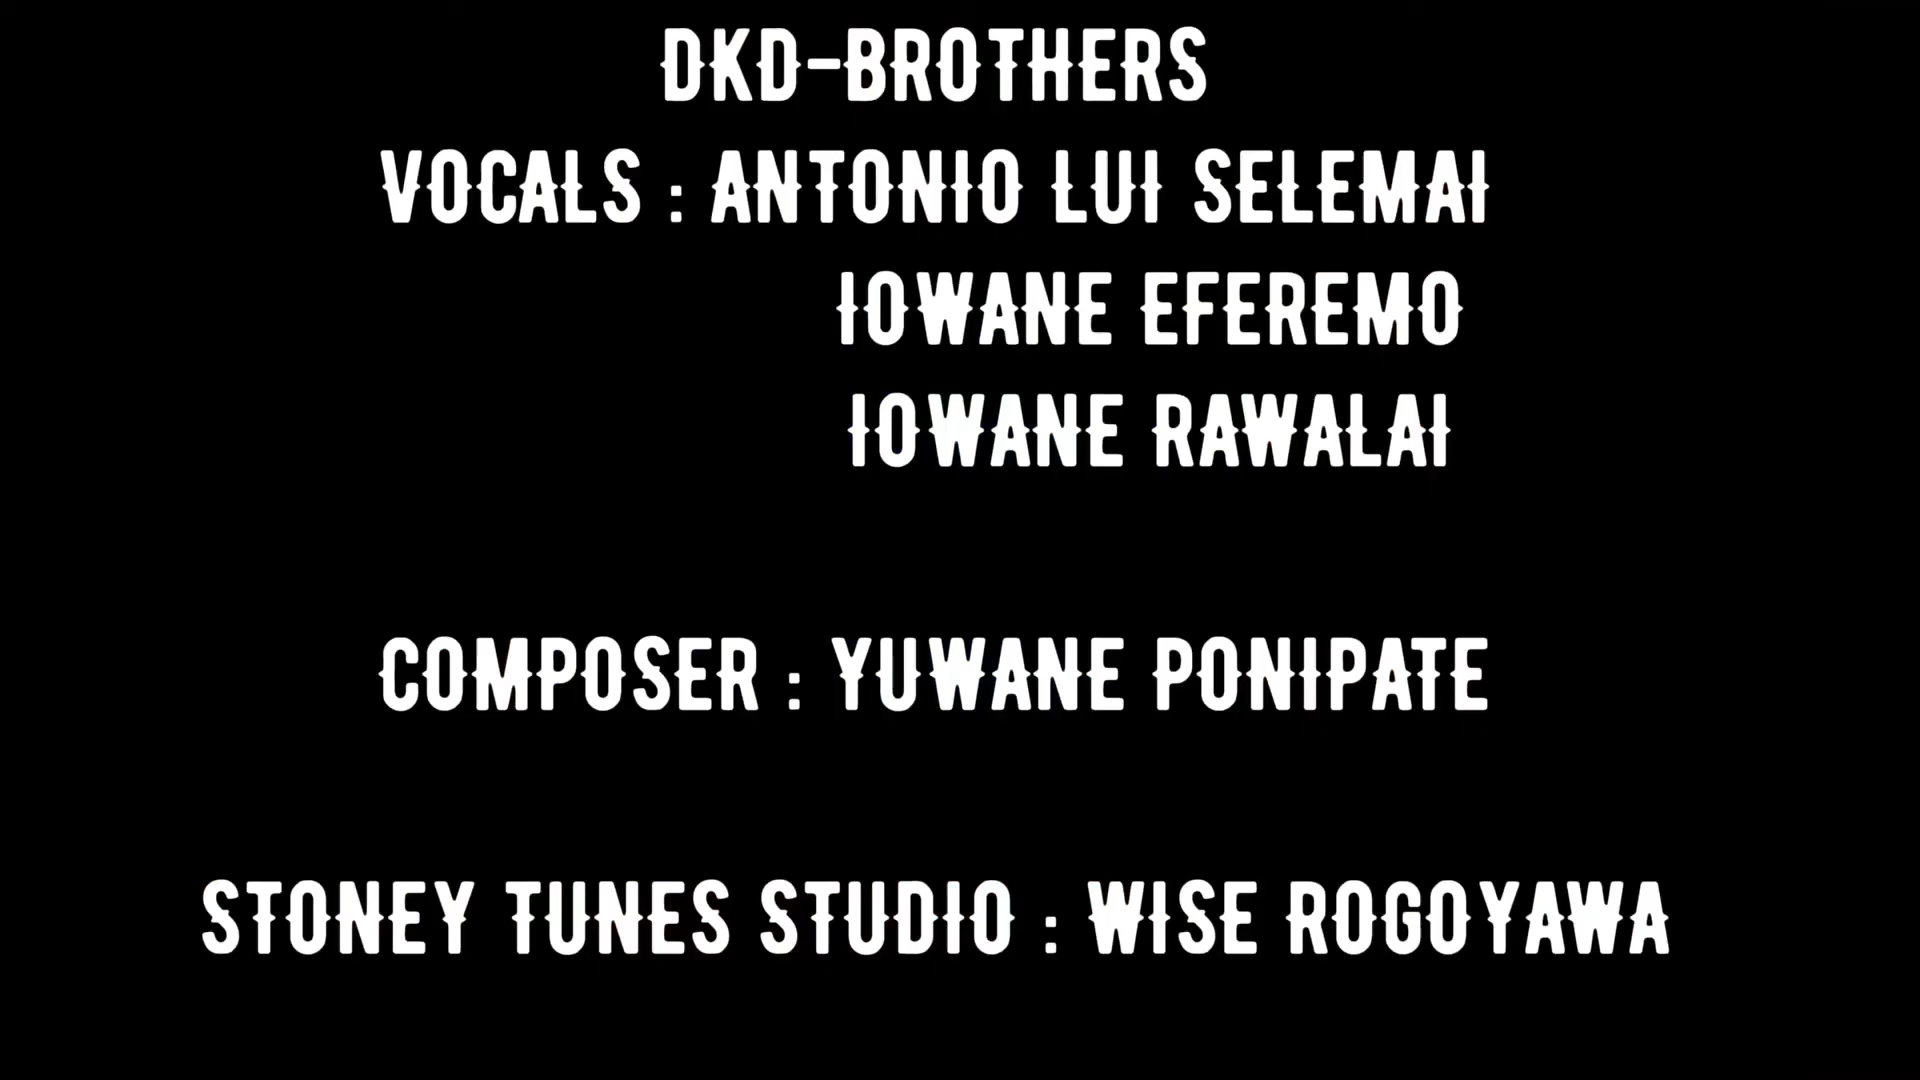 DKD-BROTHERS
VOCALS : ANTONIO LUI SELEMAI
IOWANE EFEREMO
IOWANE RAWALAI
COMPOSER : YUWANE PONIPATE
STONEY TUNES STUDIO : WISE ROGOYAWA